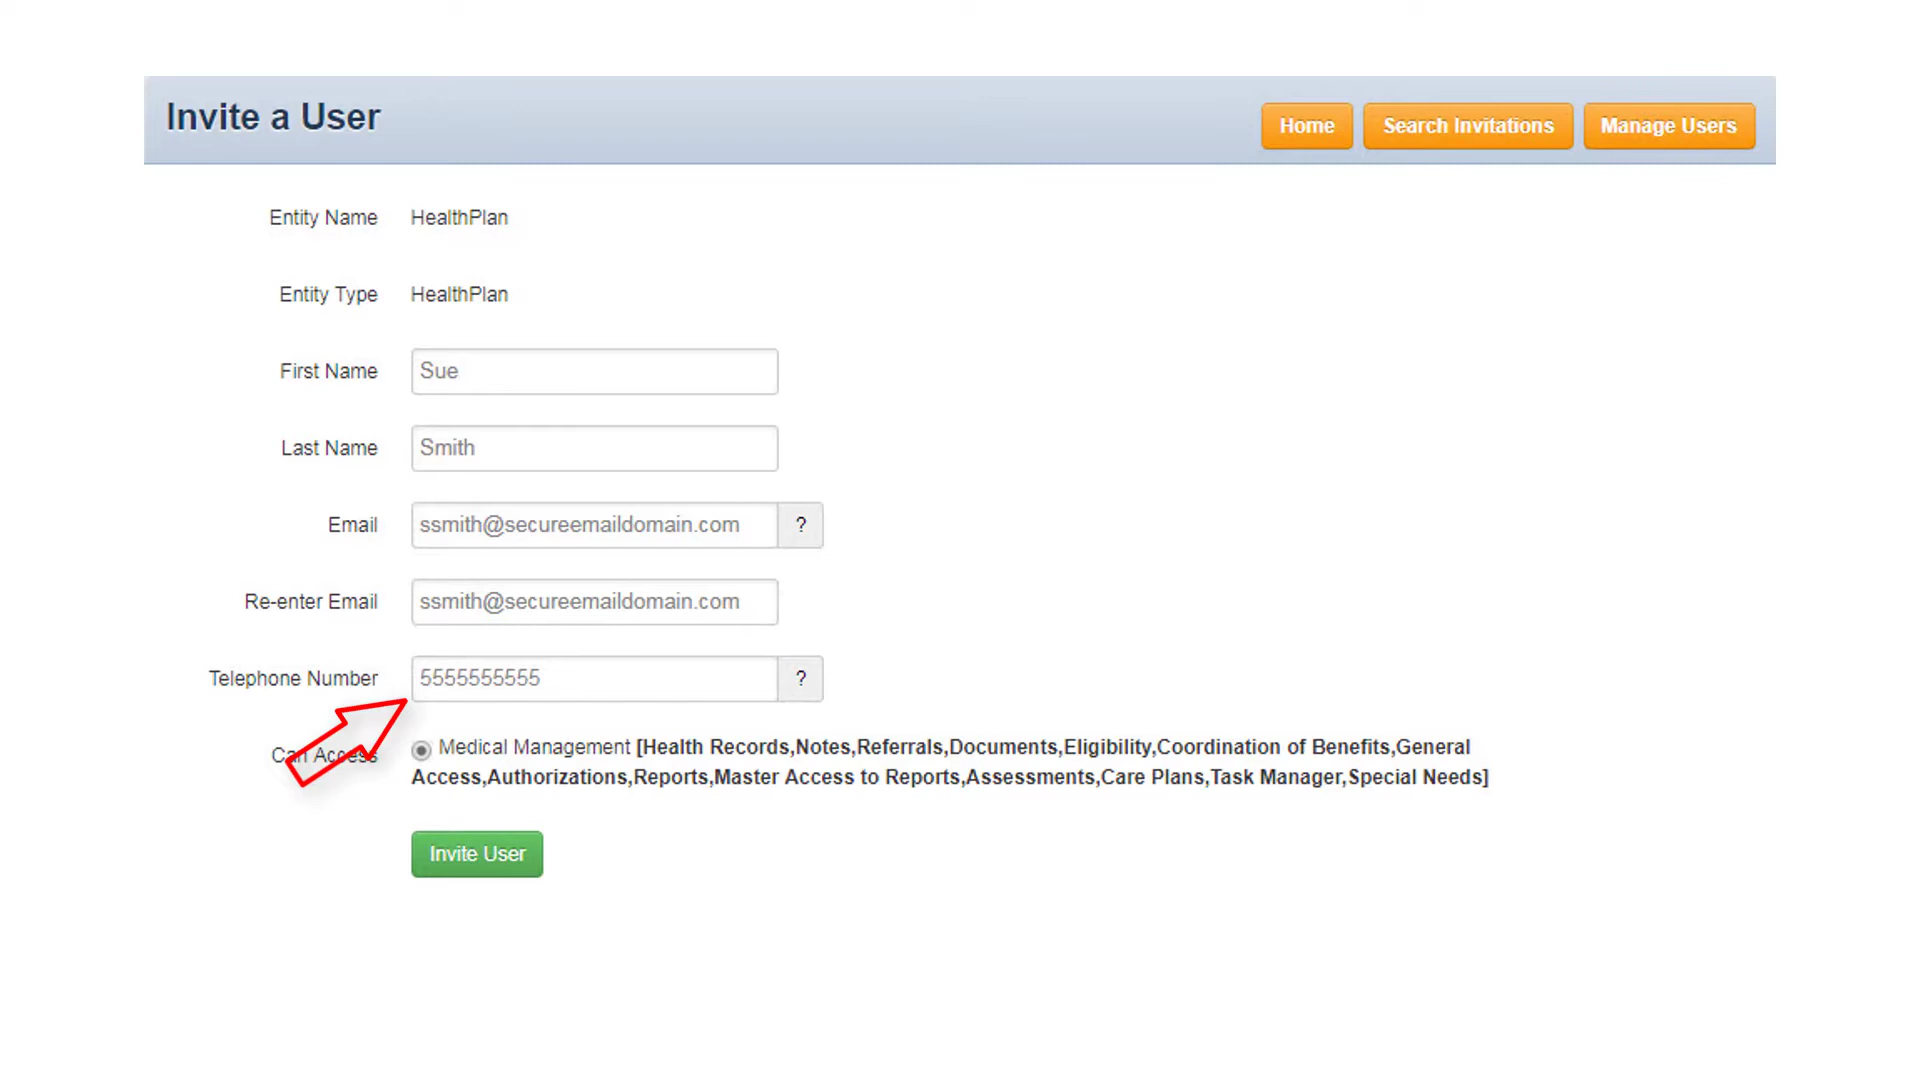 Invite a User
Home
Search Invitations
Manage Users
Entity Name HealthPlan
Entity Type HealthPlan
First Name Sue
Last Name Smith
Email ssmith@secureemaildomain.com ?
Re-enter Email ssmith@secureemaildomain.com
Telephone Number 5555555555 ?
Can Access Medical Management [Health Records,Notes,Referrals,Documents,Eligibility,Coordination of Benefits,General
Access,Authorizations,Reports,Master Access to Reports,Assessments,Care Plans,Task Manager,Special Needs]
Invite User